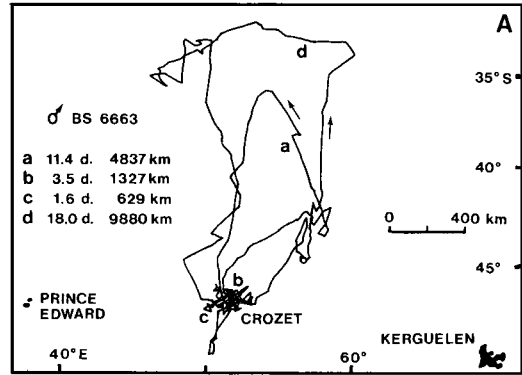 A
d
35°S
♂ BS 6663
a
a 11.4 d. 4837 km
b 3.5 d. 1327 km
c 1.6 d. 629 km
d 18.0 d. 9880 km
40°
0 400 km
45°
b
PRINCE
EDWARD
c
CROZET
KERGUELEN
40°E
60°